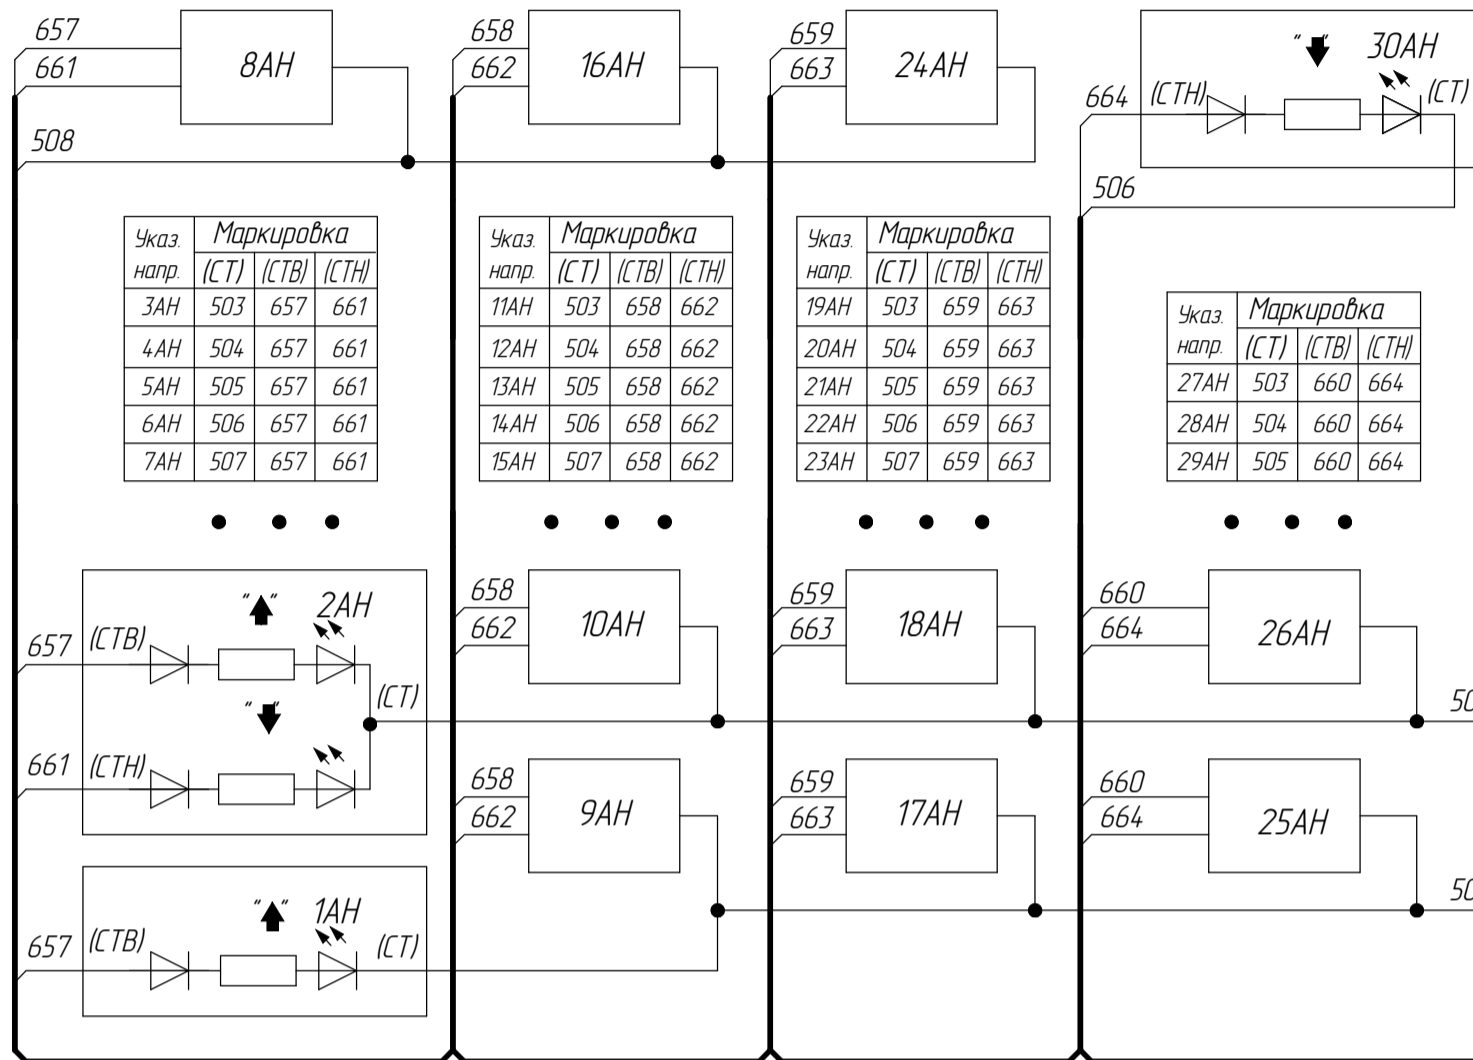 657
661
8АН
508
658
662
16АН
659
663
24АН
" "
30АН
664
(СТН)
(СТ)
506
Указ. напр. Маркировка
(СТ) (СТВ) (СТН)
3АН 503 657 661
4АН 504 657 661
5АН 505 657 661
6АН 506 657 661
7АН 507 657 661
Указ. напр. Маркировка
(СТ) (СТВ) (СТН)
11АН 503 658 662
12АН 504 658 662
13АН 505 658 662
14АН 506 658 662
15АН 507 658 662
Указ. напр. Маркировка
(СТ) (СТВ) (СТН)
19АН 503 659 663
20АН 504 659 663
21АН 505 659 663
22АН 506 659 663
23АН 507 659 663
Указ. напр. Маркировка
(СТ) (СТВ) (СТН)
27АН 503 660 664
28АН 504 660 664
29АН 505 660 664
" "
2АН
657
(СТВ)
" "
(СТ)
661
(СТН)
658
662
10АН
659
663
18АН
660
664
26АН
50
658
662
9АН
659
663
17АН
660
664
25АН
50
" "
1АН
657
(СТВ)
(СТ)